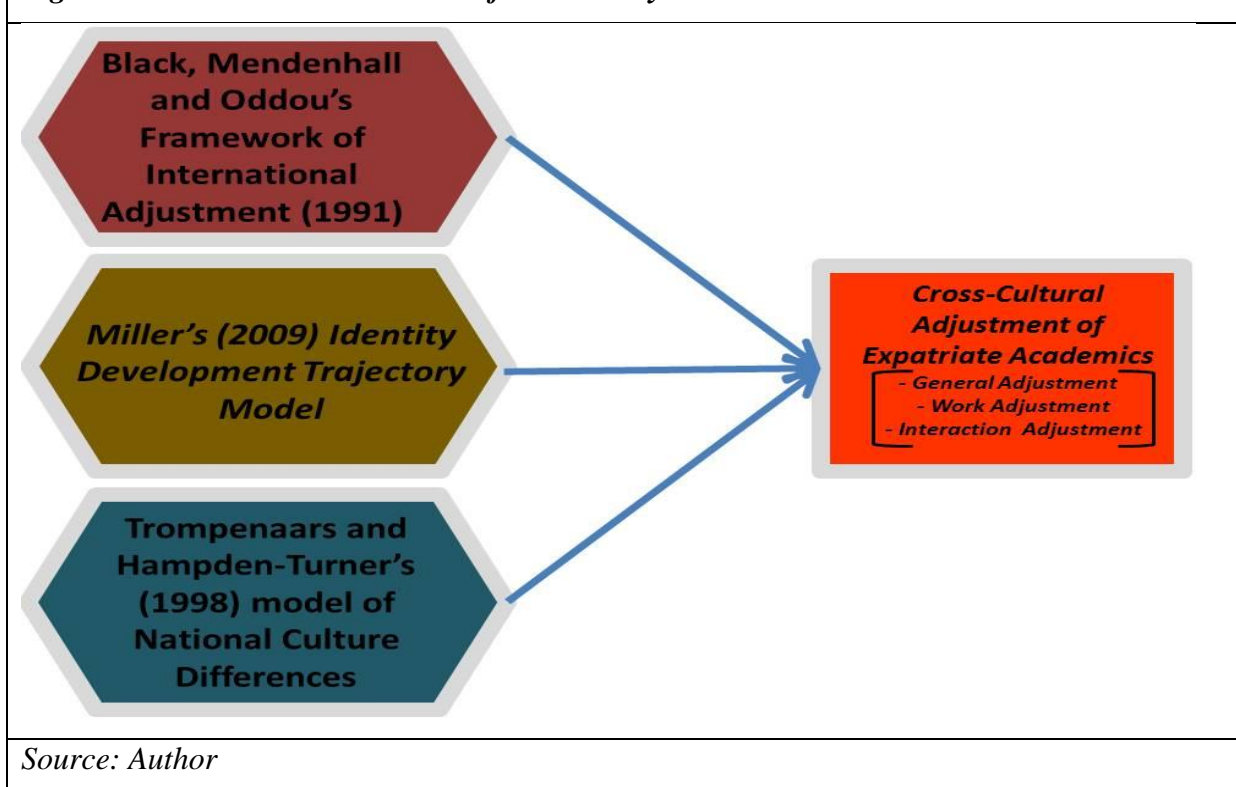 Black, Mendenhall
and Oddou's
Framework of
International
Adjustment (1991)
Miller's (2009) Identity
Development Trajectory
Model
Trompenaars and
Hampden-Turner's
(1998) model of
National Culture
Differences
Cross-Cultural
Adjustment of
Expatriate Academics
- General Adjustment
- Work Adjustment
- Interaction Adjustment
Source: Author